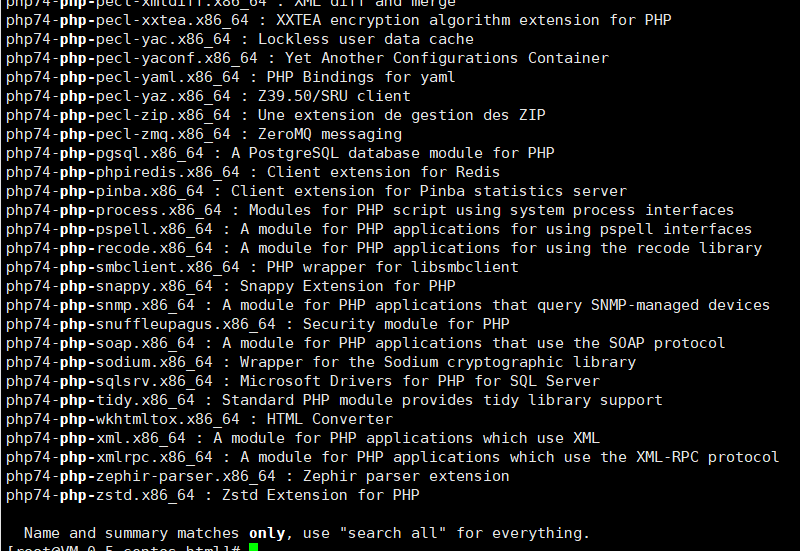 php74-php-pecl-xmldiff.x86_64 : XML diff and merge
php74-php-pecl-xxtea.x86_64 : XXTEA encryption algorithm extension for PHP
php74-php-pecl-yac.x86_64 : Lockless user data cache
php74-php-pecl-yaconf.x86_64 : Yet Another Configurations Container
php74-php-pecl-yaml.x86_64 : PHP Bindings for yaml
php74-php-pecl-yaz.x86_64 : Z39.50/SRU client
php74-php-pecl-zip.x86_64 : Une extension de gestion des ZIP
php74-php-pecl-zmq.x86_64 : ZeroMQ messaging
php74-php-pgsql.x86_64 : A PostgreSQL database module for PHP
php74-php-phpiredis.x86_64 : Client extension for Redis
php74-php-pinba.x86_64 : Client extension for Pinba statistics server
php74-php-process.x86_64 : Modules for PHP script using system process interfaces
php74-php-pspell.x86_64 : A module for PHP applications for using pspell interfaces
php74-php-recode.x86_64 : A module for PHP applications for using the recode library
php74-php-smbclient.x86_64 : PHP wrapper for libsmbclient
php74-php-snappy.x86_64 : Snappy Extension for PHP
php74-php-snmp.x86_64 : A module for PHP applications that query SNMP-managed devices
php74-php-snuffleupagus.x86_64 : Security module for PHP
php74-php-soap.x86_64 : A module for PHP applications that use the SOAP protocol
php74-php-sodium.x86_64 : Wrapper for the Sodium cryptographic library
php74-php-sqlsrv.x86_64 : Microsoft Drivers for PHP for SQL Server
php74-php-tidy.x86_64 : Standard PHP module provides tidy library support
php74-php-wkhtmltox.x86_64 : HTML Converter
php74-php-xml.x86_64 : A module for PHP applications which use XML
php74-php-xmlrpc.x86_64 : A module for PHP applications which use the XML-RPC protocol
php74-php-zephir-parser.x86_64 : Zephir parser extension
php74-php-zstd.x86_64 : Zstd Extension for PHP
Name and summary matches only, use "search all" for everything.
[root@VM-0-5-centos html]#